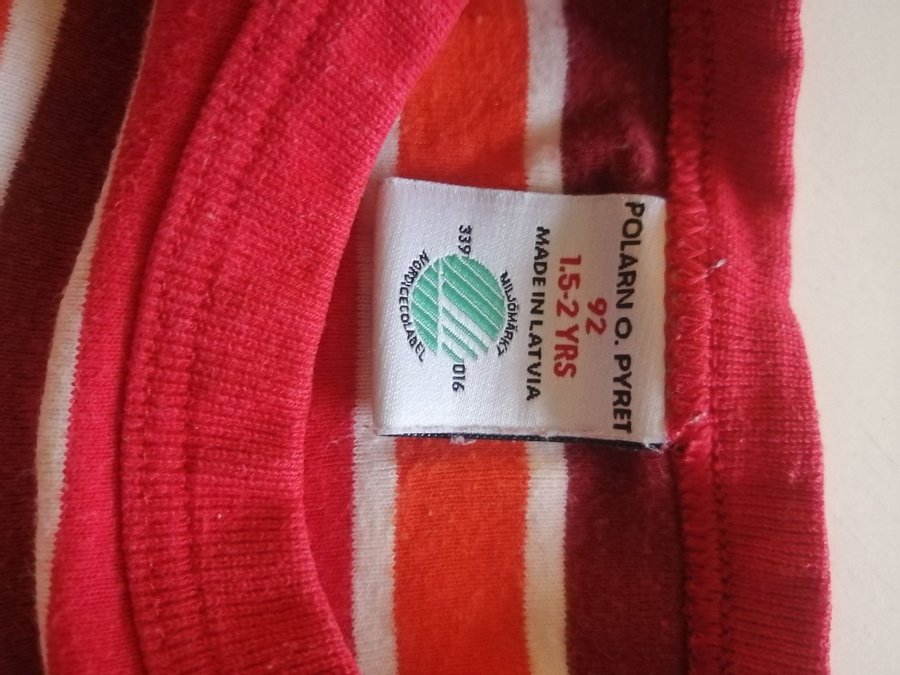 POLARN O. PYRET
92
1.5-2 YRS
MADE IN LATVIA
MILJÖMÄRKT
339 016
NORDIC ECOLABEL